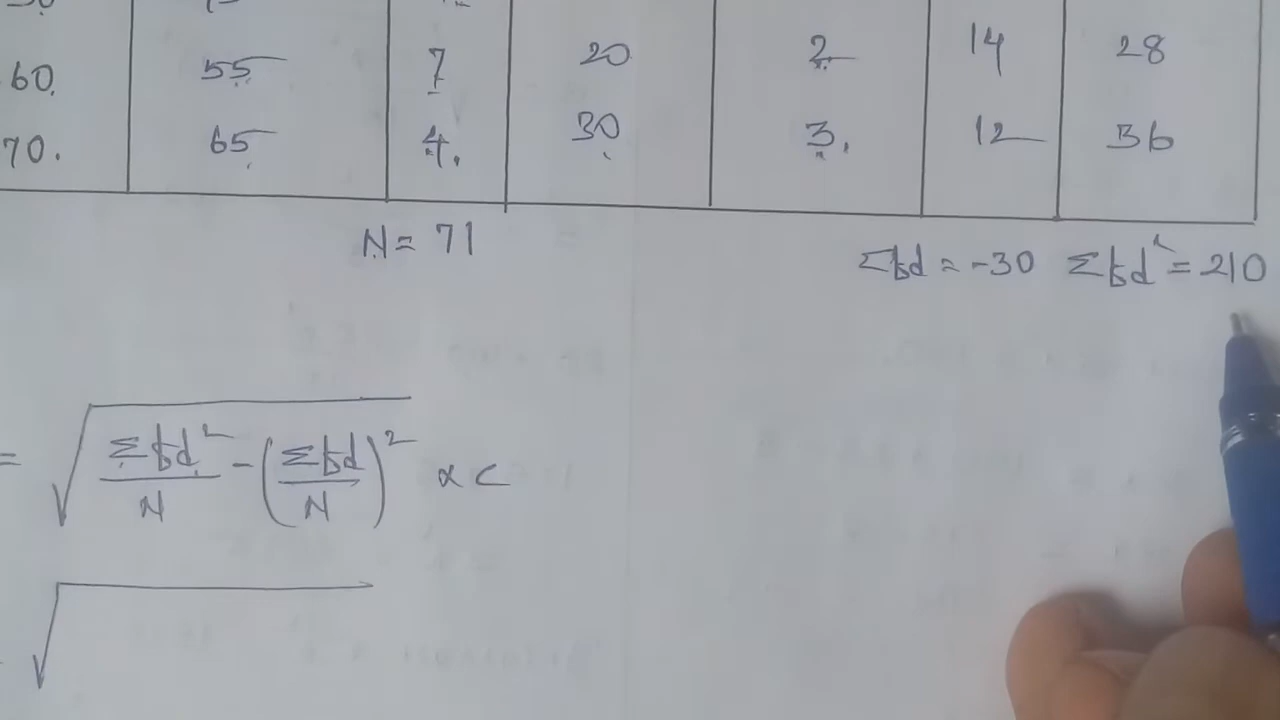 60. 55 7 20 2 14 28
70. 65 4. 30 3. 12 36
N = 71 Σfd = -30 Σfd² = 210
= √ Σfd²/N - (Σfd/N)² × C
√